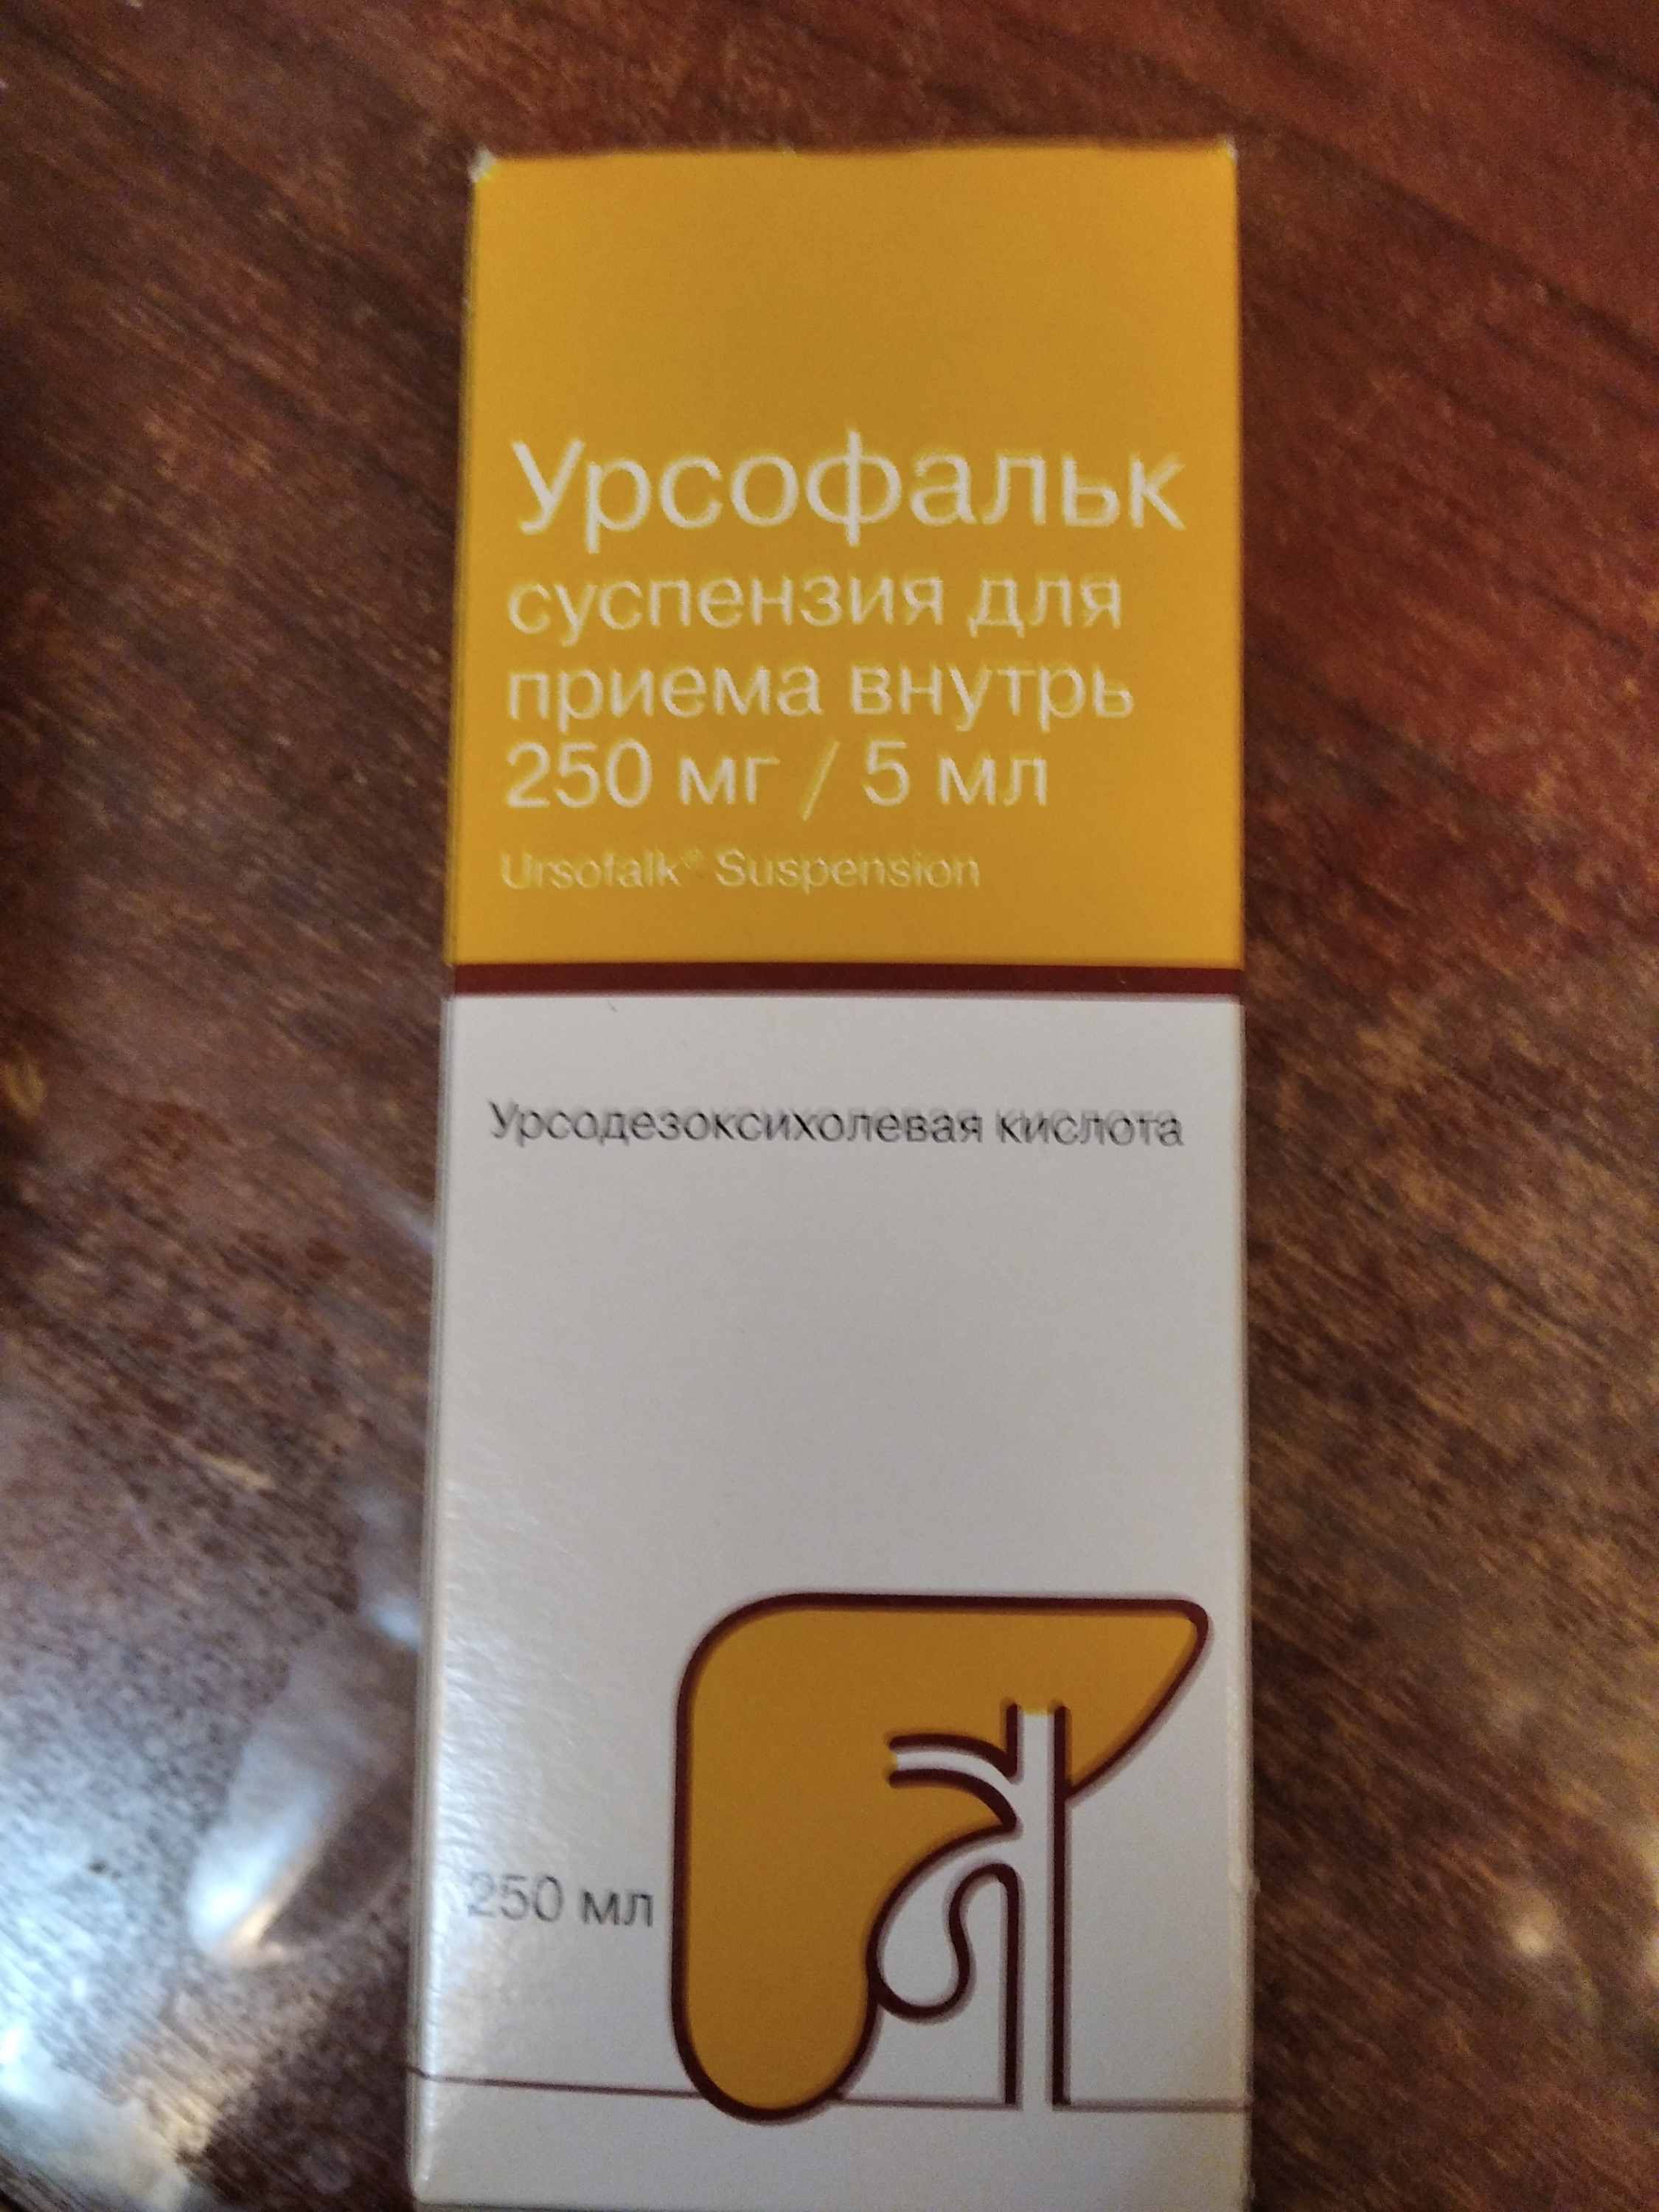 Урсофальк
суспензия для
приема внутрь
250 мг / 5 мл
Ursofalk® Suspension
Урсодезоксихолевая кислота
250 мл